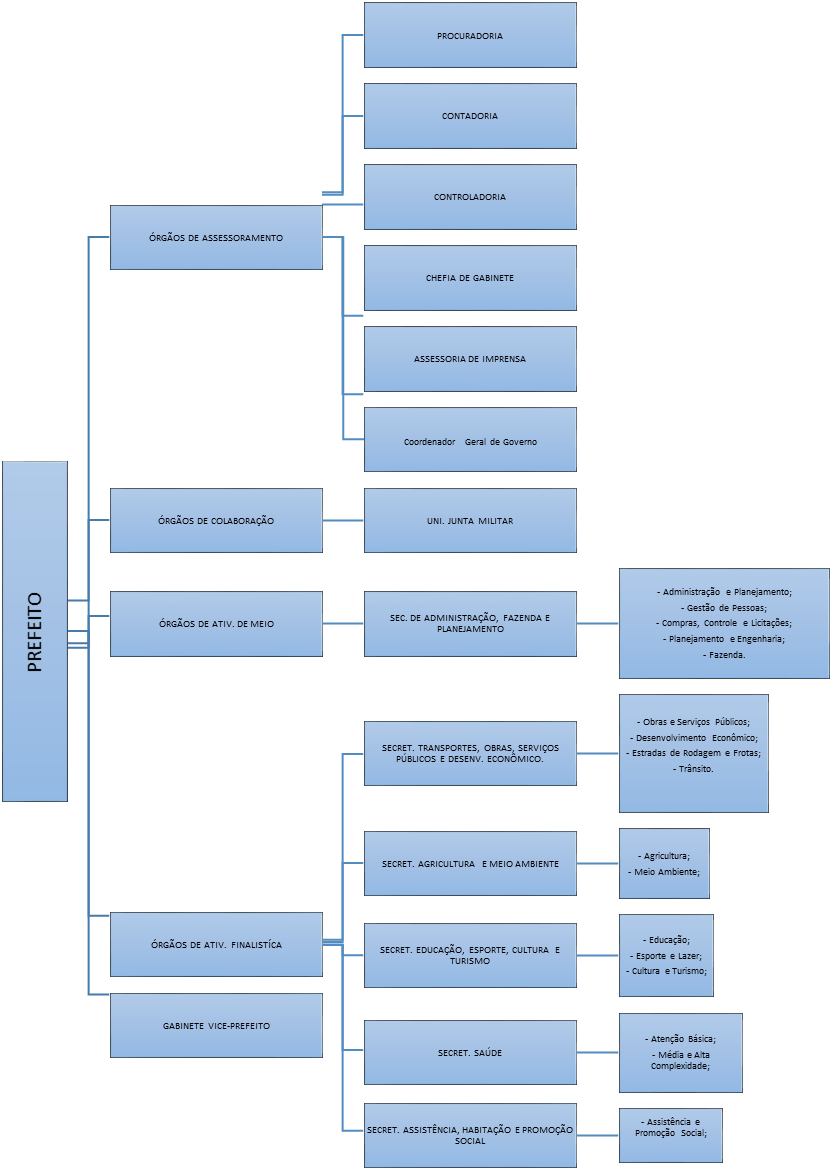 PROCURADORIA
CONTADORIA
CONTROLADORIA
ÓRGÃOS DE ASSESSORAMENTO
CHEFIA DE GABINETE
ASSESSORIA DE IMPRENSA
Coordenador Geral de Governo
PREFEITO
ÓRGÃOS DE COLABORAÇÃO
UNI. JUNTA MILITAR
ÓRGÃOS DE ATIV. DE MEIO
SEC. DE ADMINISTRAÇÃO, FAZENDA E
PLANEJAMENTO
- Administração e Planejamento;
- Gestão de Pessoas;
- Compras, Controle e Licitações;
- Planejamento e Engenharia;
- Fazenda.
SECRET. TRANSPORTES, OBRAS, SERVIÇOS
PÚBLICOS E DESENV. ECONÔMICO.
- Obras e Serviços Públicos;
- Desenvolvimento Econômico;
- Estradas de Rodagem e Frotas;
- Trânsito.
SECRET. AGRICULTURA E MEIO AMBIENTE
- Agricultura;
- Meio Ambiente;
ÓRGÃOS DE ATIV. FINALISTÍCA
SECRET. EDUCAÇÃO, ESPORTE, CULTURA E
TURISMO
- Educação;
- Esporte e Lazer;
- Cultura e Turismo;
GABINETE VICE-PREFEITO
SECRET. SAÚDE
- Atenção Básica;
- Média e Alta
Complexidade;
SECRET. ASSISTÊNCIA, HABITAÇÃO E PROMOÇÃO
SOCIAL
- Assistência e
Promoção Social;